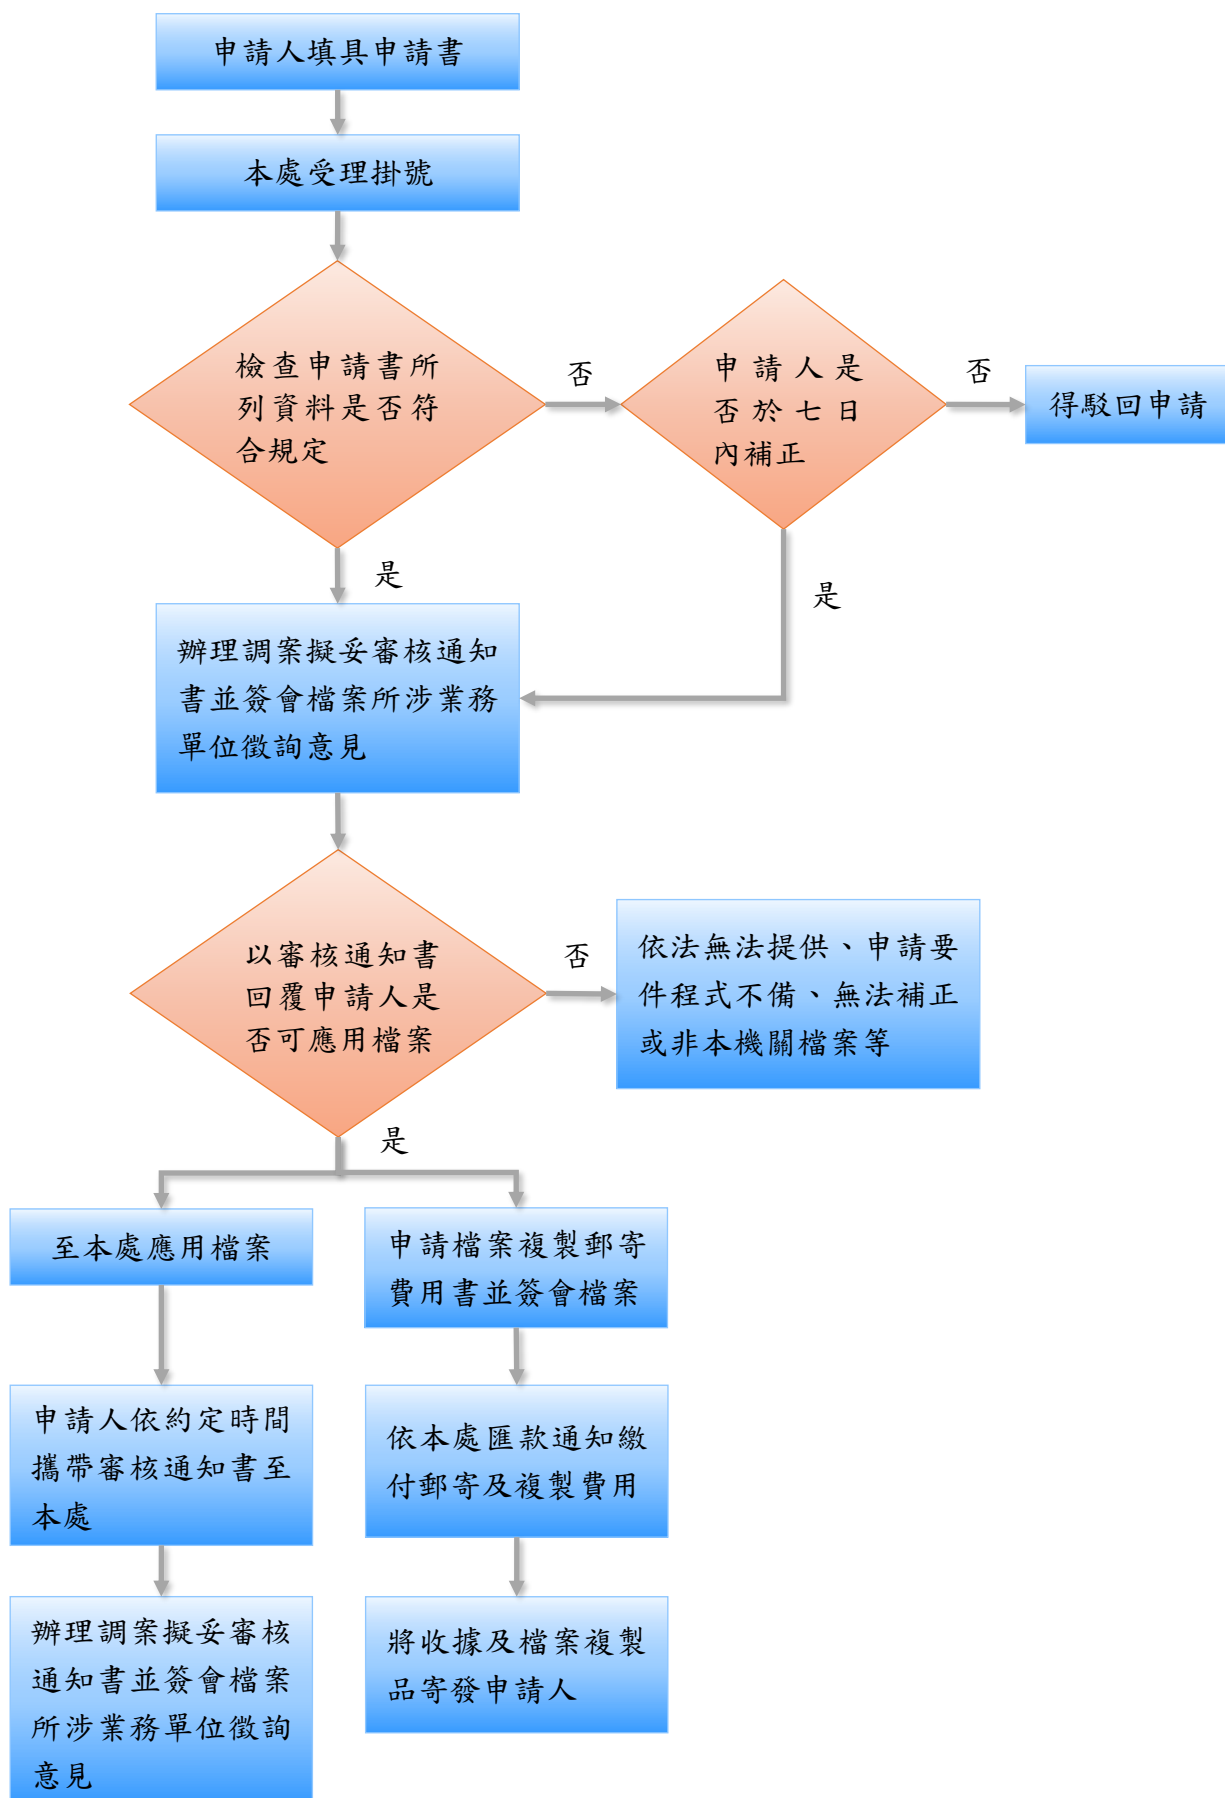 申請人填具申請書
本處受理掛號
檢查申請書所
列資料是否符
合規定
否
申請人是
否於七日
內補正
否
得駁回申請
是
是
辦理調案擬妥審核通知
書並簽會檔案所涉業務
單位徵詢意見
以審核通知書
回覆申請人是
否可應用檔案
否
依法無法提供、申請要
件程式不備、無法補正
或非本機關檔案等
是
至本處應用檔案
申請檔案複製郵寄
費用書並簽會檔案
申請人依約定時間
攜帶審核通知書至
本處
依本處匯款通知繳
付郵寄及複製費用
辦理調案擬妥審核
通知書並簽會檔案
所涉業務單位徵詢
意見
將收據及檔案複製
品寄發申請人